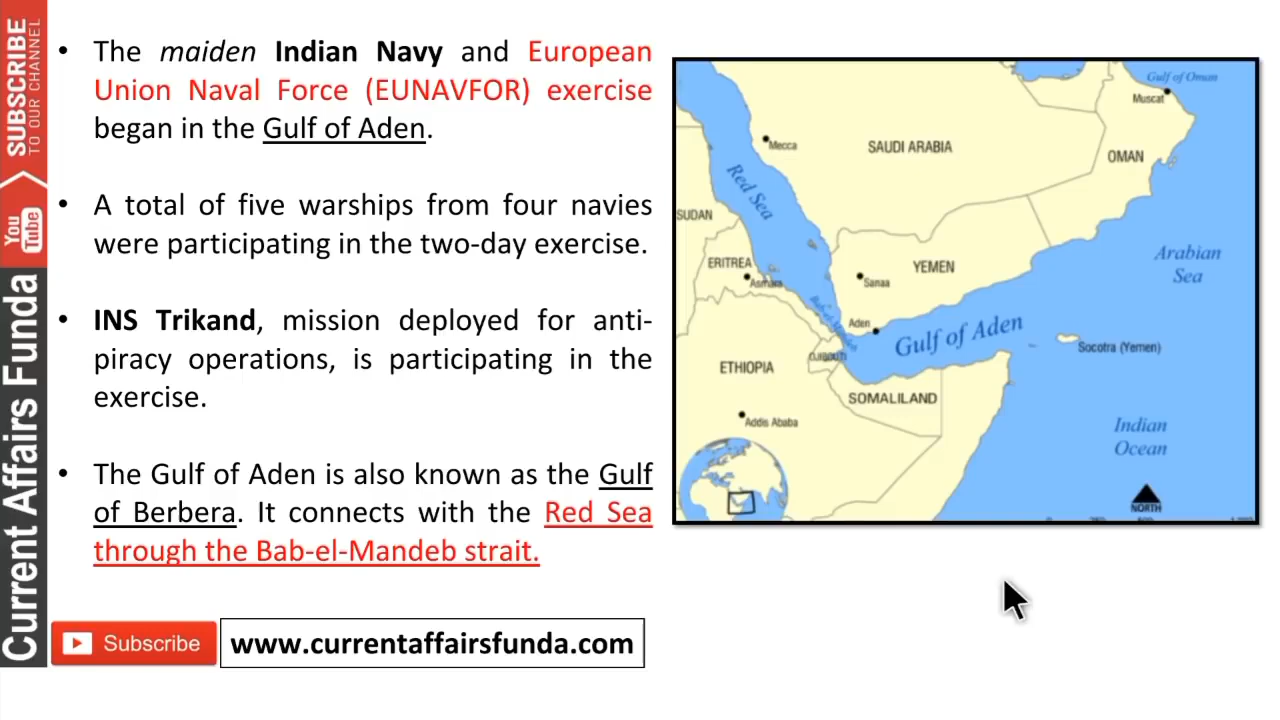 SUBSCRIBE
TO OUR CHANNEL
You
Tube
Current Affairs Funda
• The maiden Indian Navy and European
Union Naval Force (EUNAVFOR) exercise
began in the Gulf of Aden.
• A total of five warships from four navies
were participating in the two-day exercise.
• INS Trikand, mission deployed for anti-
piracy operations, is participating in the
exercise.
• The Gulf of Aden is also known as the Gulf
of Berbera. It connects with the Red Sea
through the Bab-el-Mandeb strait.
Subscribe
www.currentaffairsfunda.com
Gulf of Oman
Muscat
Mecca
SAUDI ARABIA
OMAN
Red Sea
SUDAN
Arabian
Sea
ERITREA
Asmara
Sanaa
YEMEN
Bab-el-Mandeb
Aden
Gulf of Aden
DJIBOUTI
Socotra (Yemen)
ETHIOPIA
SOMALILAND
Addis Ababa
Indian
Ocean
NORTH